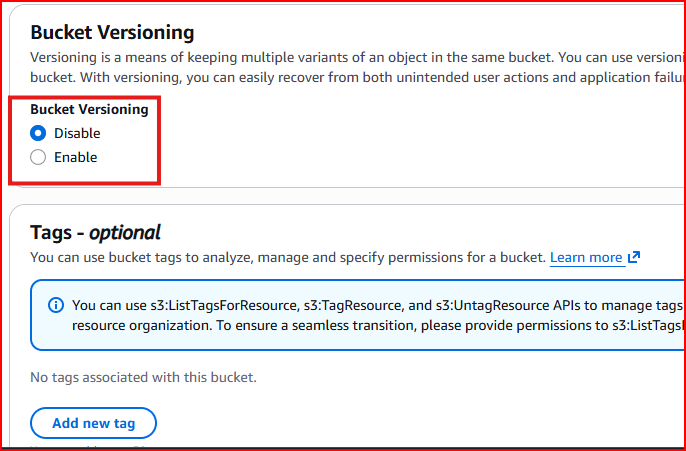 Bucket Versioning
Versioning is a means of keeping multiple variants of an object in the same bucket. You can use
bucket. With versioning, you can easily recover from both unintended user actions and application
Bucket Versioning
Disable
Enable
Tags - optional
You can use bucket tags to analyze, manage and specify permissions for a bucket. Learn more
You can use s3:ListTagsForResource, s3:TagResource, and s3:UntagResource APIs to manage tags
resource organization. To ensure a seamless transition, please provide permissions to
No tags associated with this bucket.
Add new tag